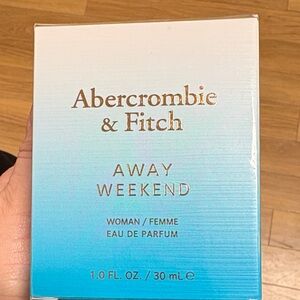 Abercrombie
& Fitch
AWAY
WEEKEND
WOMAN / FEMME
EAU DE PARFUM
1.0 FL. OZ. / 30 mL ℮